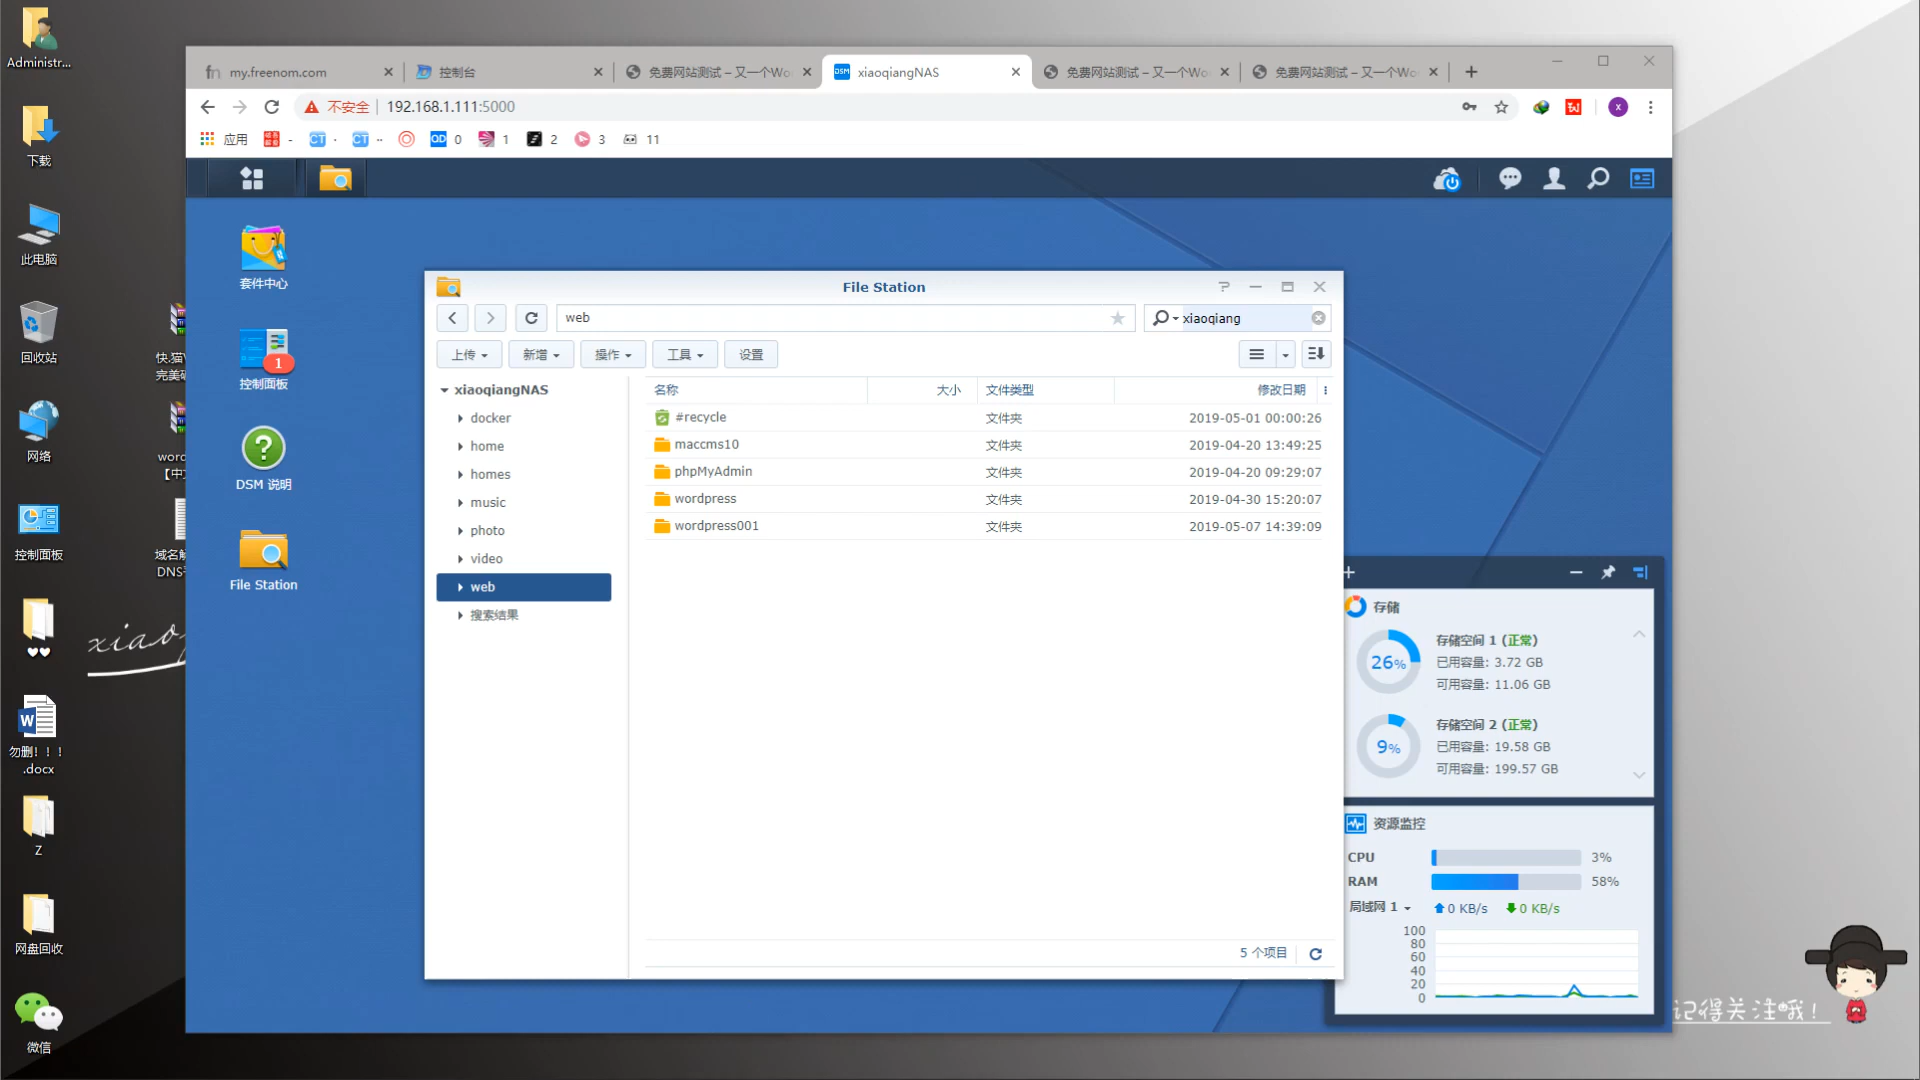 Administr...
下载
此电脑
回收站
网络
控制面板
勿删！！！
.docx
Z
网盘回收
微信
快.猫V
完美破
word
【中文
域名解
DNS
my.freenom.com
控制台
免费网站测试 – 又一个Wo
xiaoqiangNAS
免费网站测试 – 又一个Wo
免费网站测试 – 又一个Wo
不安全 | 192.168.1.111:5000
应用
0
1
2
3
11
套件中心
1
控制面板
DSM 说明
File Station
File Station
web
xiaoqiang
上传
新增
操作
工具
设置
xiaoqiangNAS
docker
home
homes
music
photo
video
web
搜索结果
名称 大小 文件类型 修改日期
#recycle 文件夹 2019-05-01 00:00:26
maccms10 文件夹 2019-04-20 13:49:25
phpMyAdmin 文件夹 2019-04-20 09:29:07
wordpress 文件夹 2019-04-30 15:20:07
wordpress001 文件夹 2019-05-07 14:39:09
5 个项目
存储
26%
存储空间 1 (正常)
已用容量: 3.72 GB
可用容量: 11.06 GB
9%
存储空间 2 (正常)
已用容量: 19.58 GB
可用容量: 199.57 GB
资源监控
CPU 3%
RAM 58%
局域网 1 0 KB/s 0 KB/s
100
80
60
40
20
0
记得关注哦！